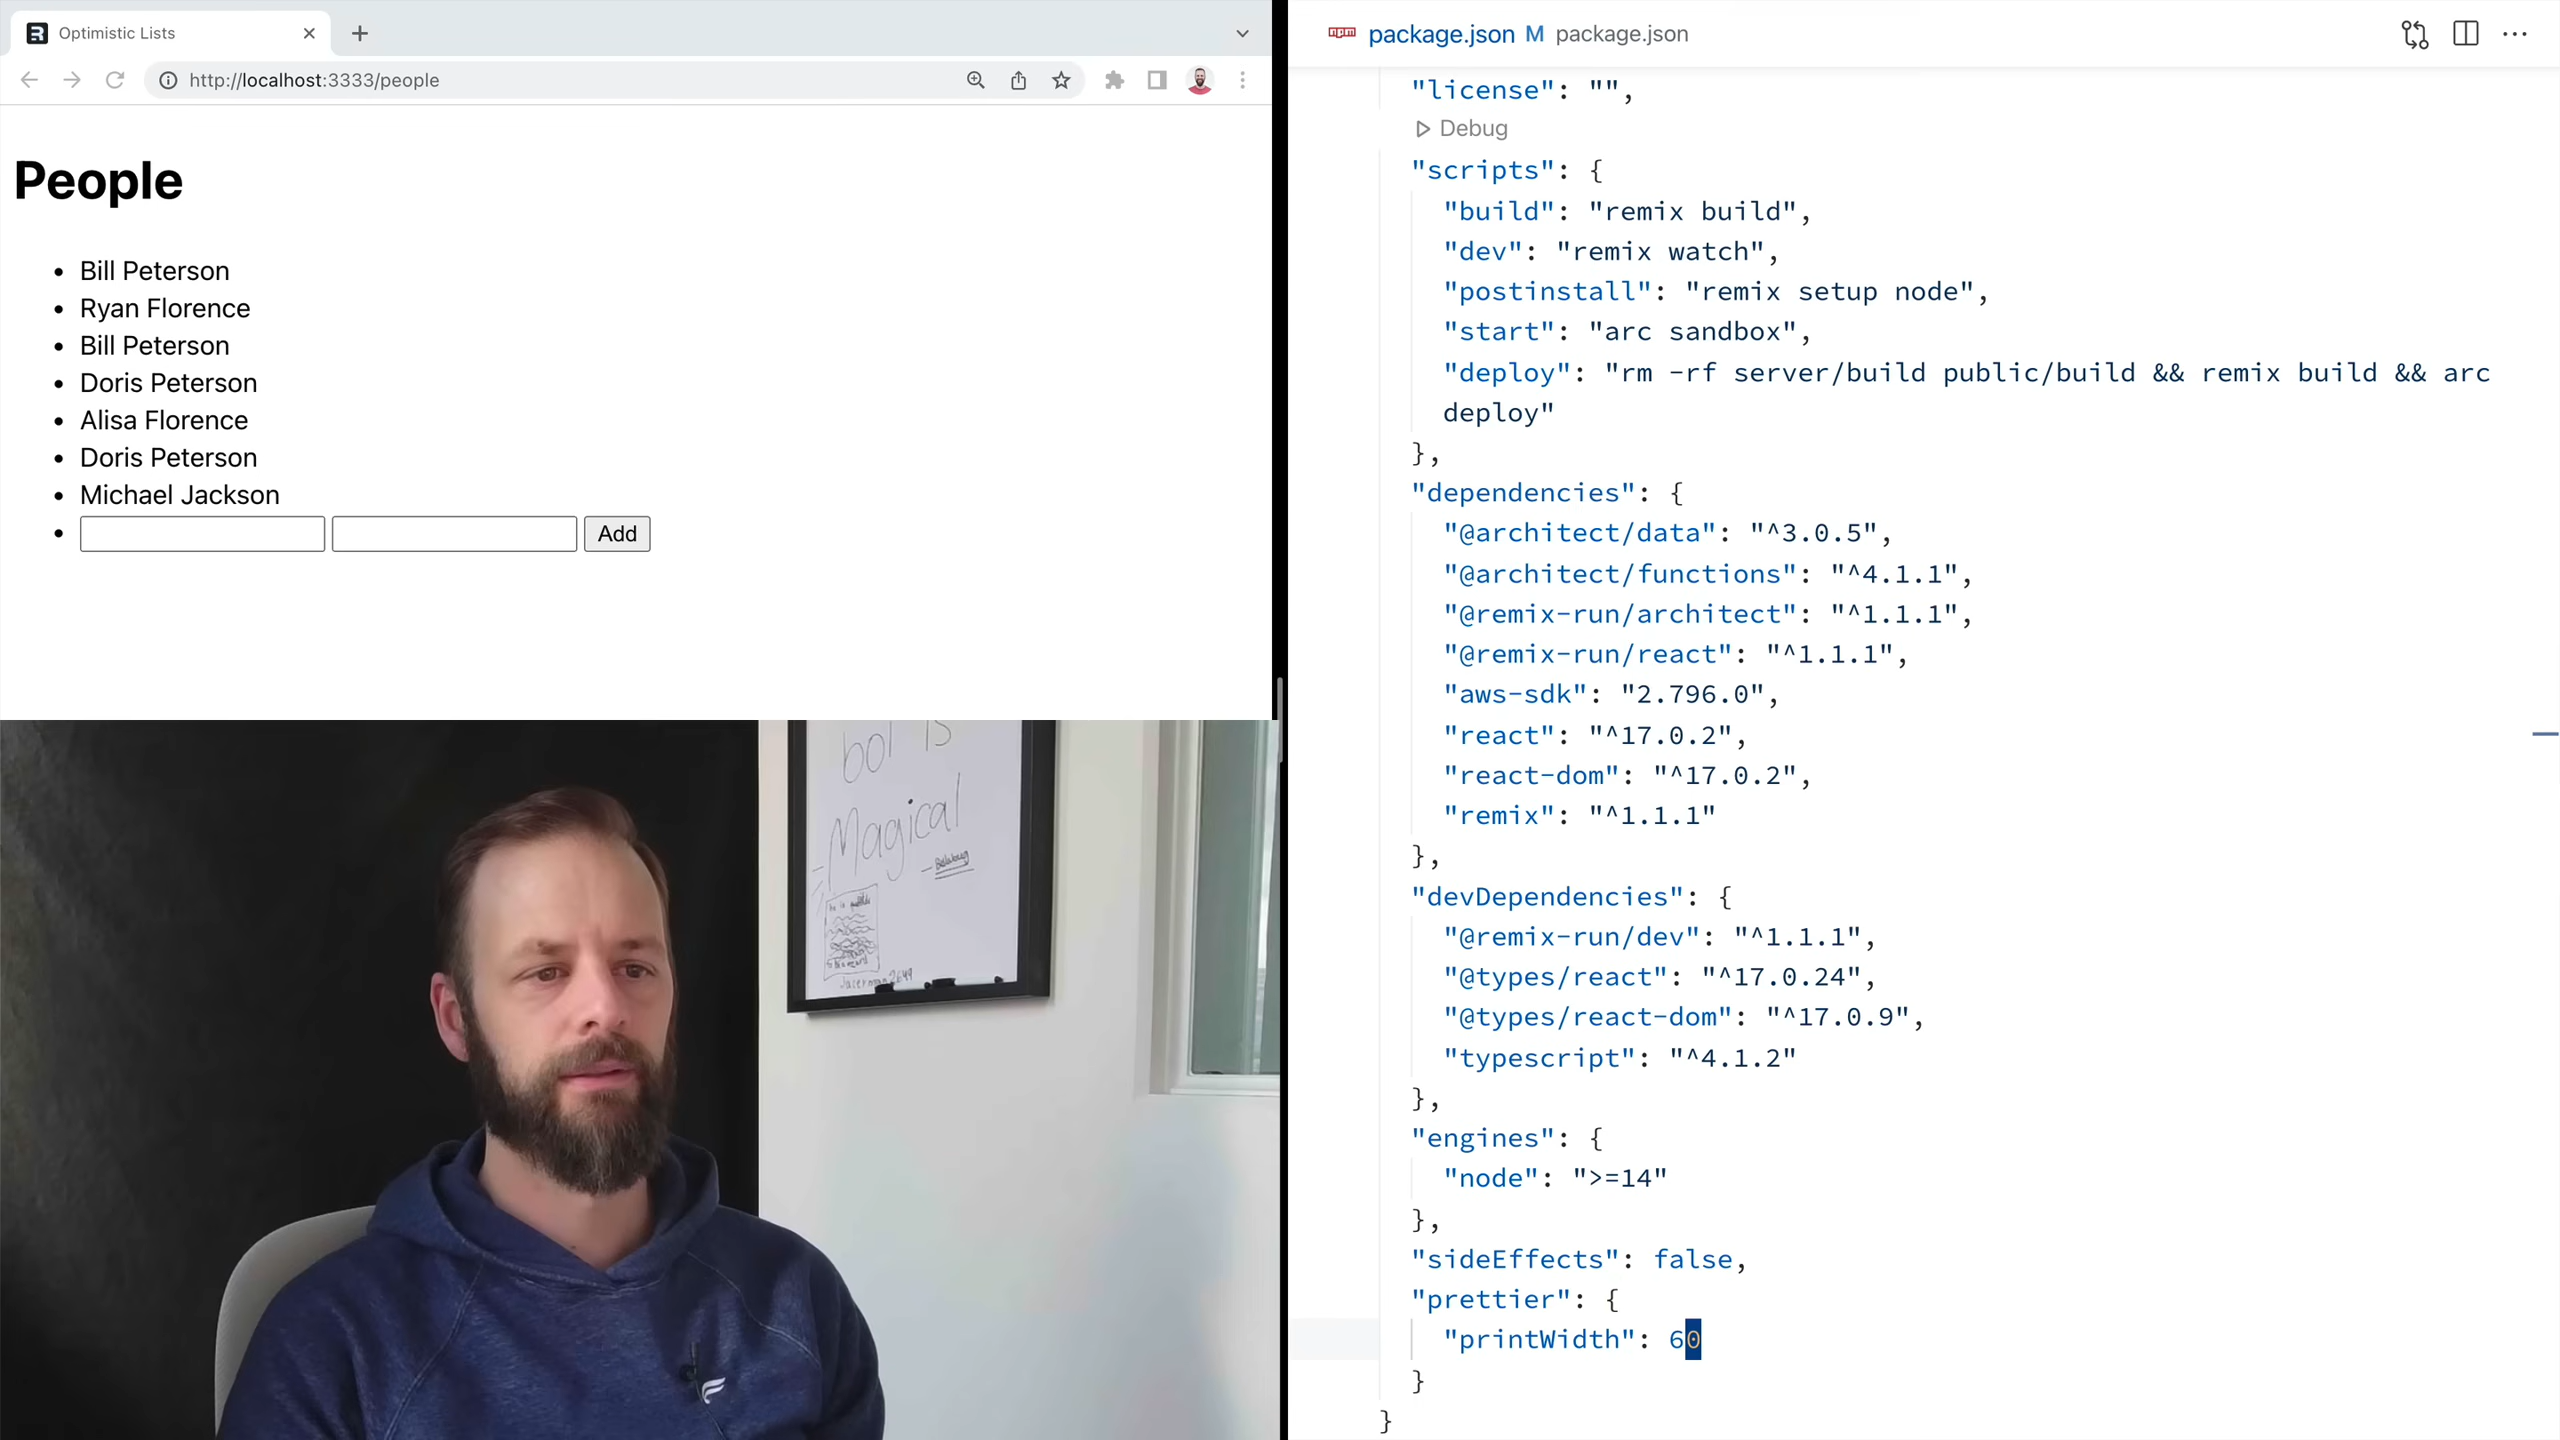 Optimistic Lists
http://localhost:3333/people
People
Bill Peterson
Ryan Florence
Bill Peterson
Doris Peterson
Alisa Florence
Doris Peterson
Michael Jackson
Add
bol is
Magical
npm package.json M package.json
"license": "",
Debug
"scripts": {
"build": "remix build",
"dev": "remix watch",
"postinstall": "remix setup node",
"start": "arc sandbox",
"deploy": "rm -rf server/build public/build && remix build && arc
deploy"
},
"dependencies": {
"@architect/data": "^3.0.5",
"@architect/functions": "^4.1.1",
"@remix-run/architect": "^1.1.1",
"@remix-run/react": "^1.1.1",
"aws-sdk": "2.796.0",
"react": "^17.0.2",
"react-dom": "^17.0.2",
"remix": "^1.1.1"
},
"devDependencies": {
"@remix-run/dev": "^1.1.1",
"@types/react": "^17.0.24",
"@types/react-dom": "^17.0.9",
"typescript": "^4.1.2"
},
"engines": {
"node": ">=14"
},
"sideEffects": false,
"prettier": {
"printWidth": 60
}
}